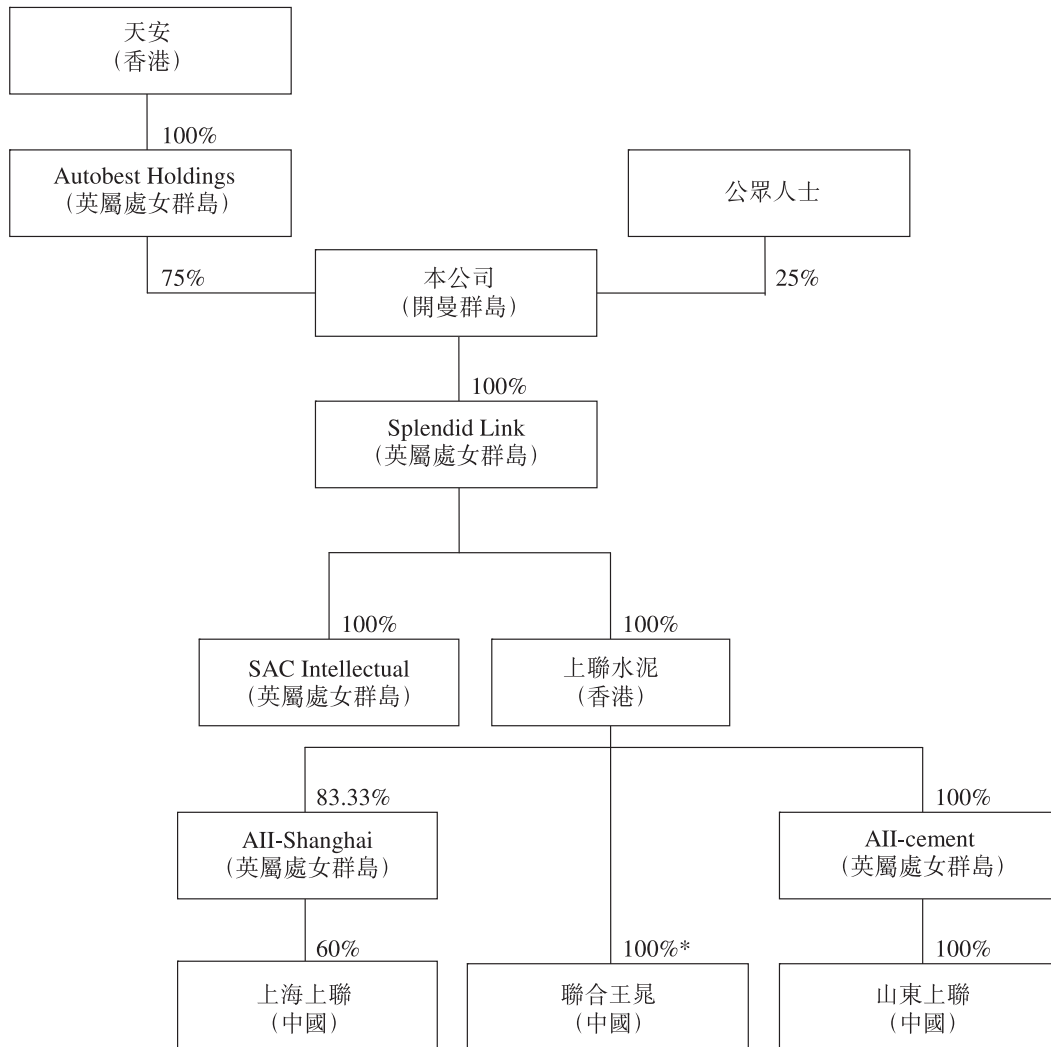 天安
（香港）
100%
Autobest Holdings
（英屬處女群島）
公眾人士
75%
本公司
（開曼群島）
25%
100%
Splendid Link
（英屬處女群島）
100%
100%
SAC Intellectual
（英屬處女群島）
上聯水泥
（香港）
83.33%
100%
AII-Shanghai
（英屬處女群島）
AII-cement
（英屬處女群島）
60%
100%*
100%
上海上聯
（中國）
聯合王晁
（中國）
山東上聯
（中國）